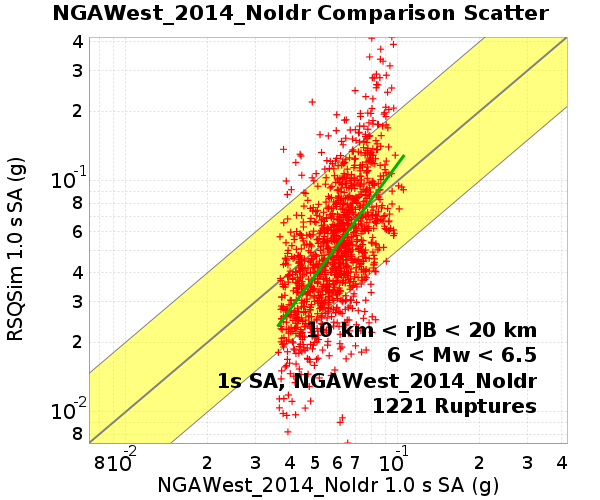 NGAWest_2014_NoIdr Comparison Scatter
RSQSim 1.0 s SA (g)
4
3
2
10-1
8
6
4
3
2
10-2
8
10 km < rJB < 20 km
6 < Mw < 6.5
1s SA, NGAWest_2014_NoIdr
1221 Ruptures
8 10-2 2 3 4 5 6 7 10-1 2 3 4
NGAWest_2014_NoIdr 1.0 s SA (g)